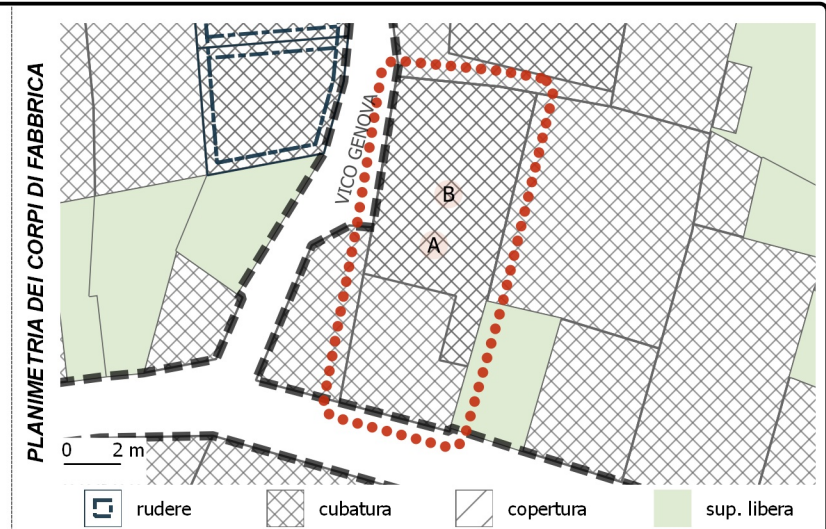 PLANIMETRIA DEI CORPI DI FABBRICA
VICO GENOVA
B
A
0 2 m
rudere
cubatura
copertura
sup. libera